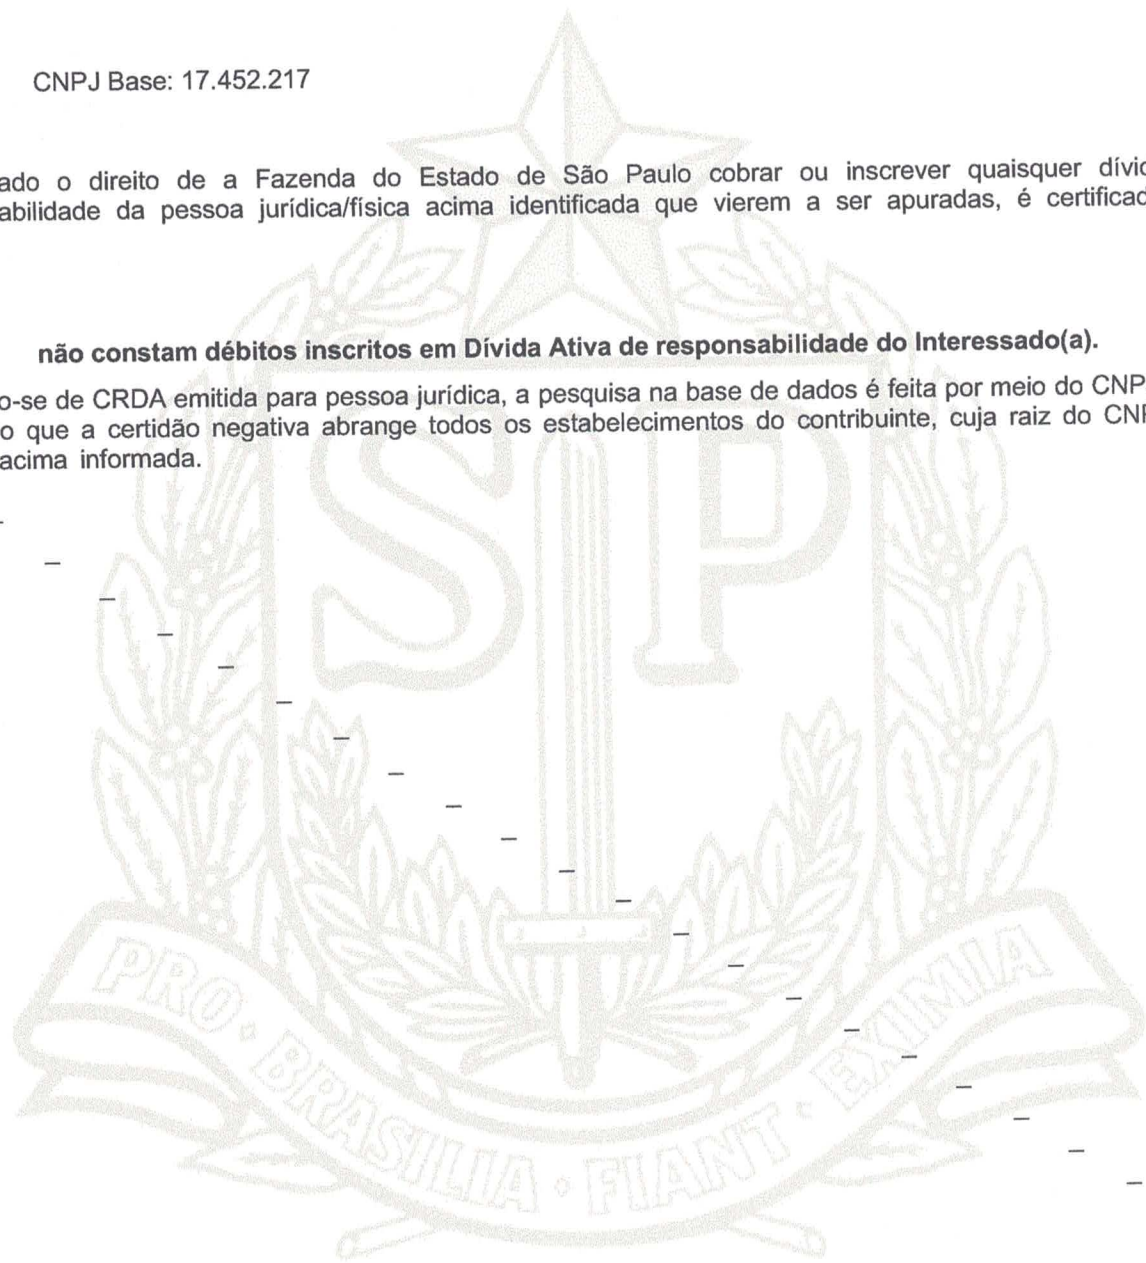 CNPJ Base: 17.452.217
ado o direito de a Fazenda do Estado de São Paulo cobrar ou inscrever quaisquer dívid
abilidade da pessoa jurídica/física acima identificada que vierem a ser apuradas, é certificad
não constam débitos inscritos em Dívida Ativa de responsabilidade do Interessado(a).
o-se de CRDA emitida para pessoa jurídica, a pesquisa na base de dados é feita por meio do CNP
o que a certidão negativa abrange todos os estabelecimentos do contribuinte, cuja raiz do CNP
acima informada.
SP
PRO • BRASILIA • FIANT • EXIMIA